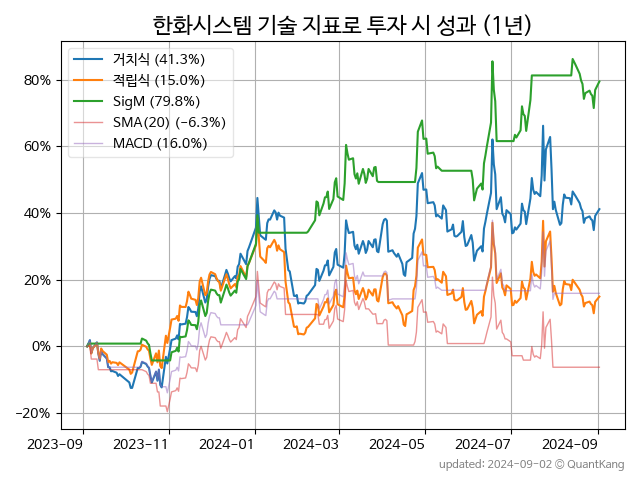 한화시스템 기술 지표로 투자 시 성과 (1년)
거치식 (41.3%)
적립식 (15.0%)
SigM (79.8%)
SMA(20) (−6.3%)
MACD (16.0%)
80%
60%
40%
20%
0%
−20%
2023-09 2023-11 2024-01 2024-03 2024-05 2024-07 2024-09
updated: 2024-09-02 © QuantKang